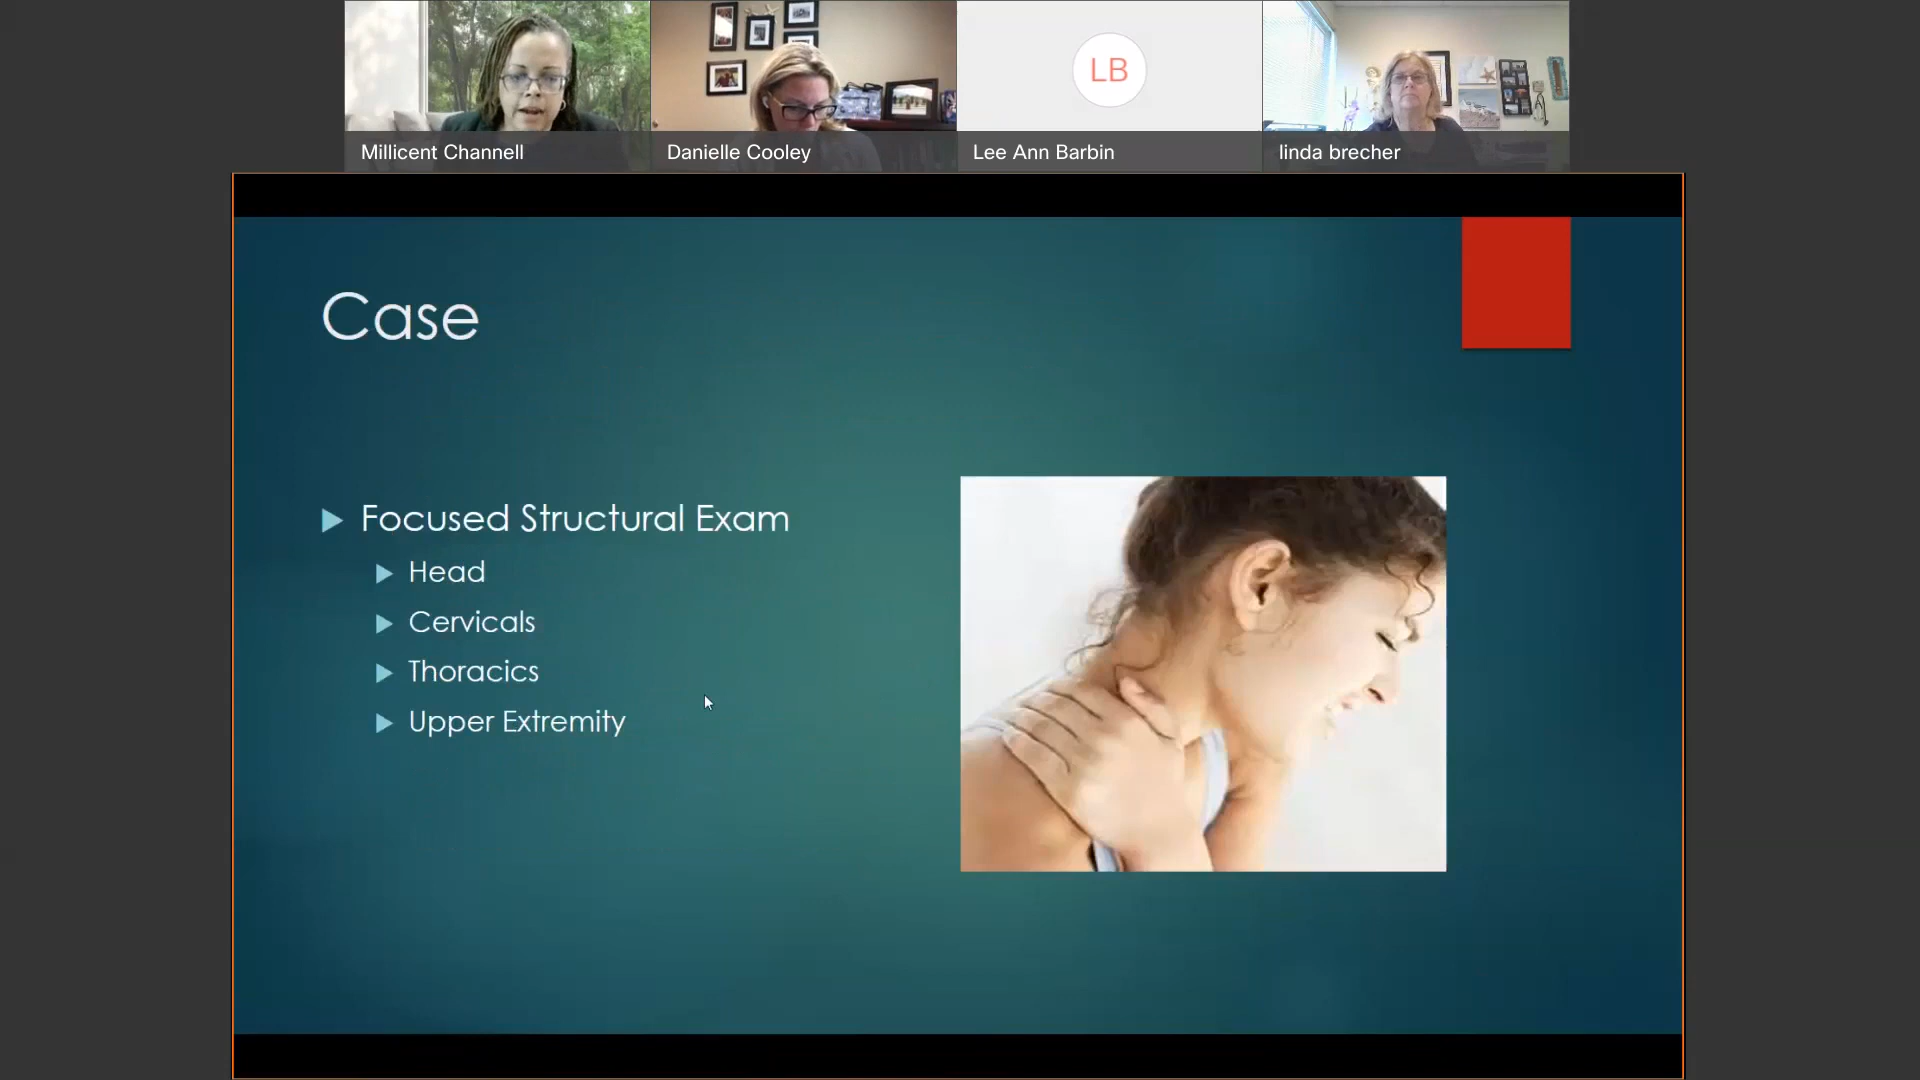 Millicent Channell
Danielle Cooley
LB
Lee Ann Barbin
linda brecher
Case
Focused Structural Exam
Head
Cervicals
Thoracics
Upper Extremity